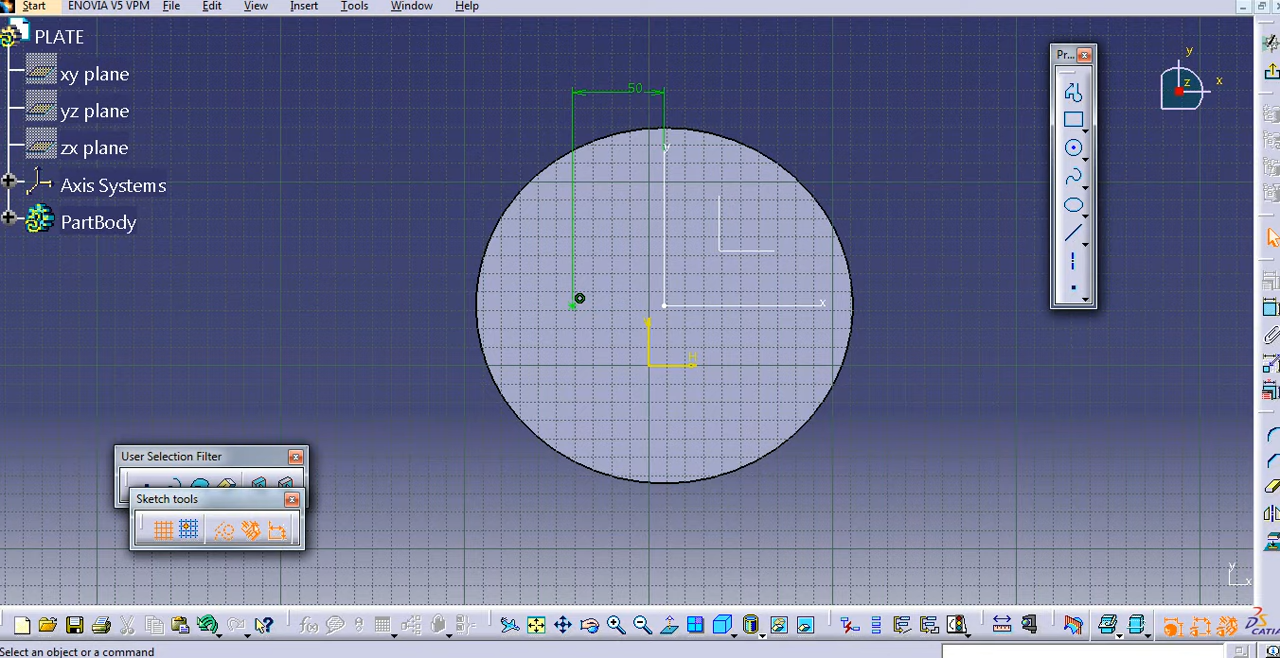 Start
ENOVIA V5 VPM
File
Edit
View
Insert
Tools
Window
Help
PLATE
xy plane
yz plane
zx plane
Axis Systems
PartBody
50
y
x
H
Pr...
y
x
z
User Selection Filter
Sketch tools
y
x
CATIA
Select an object or a command